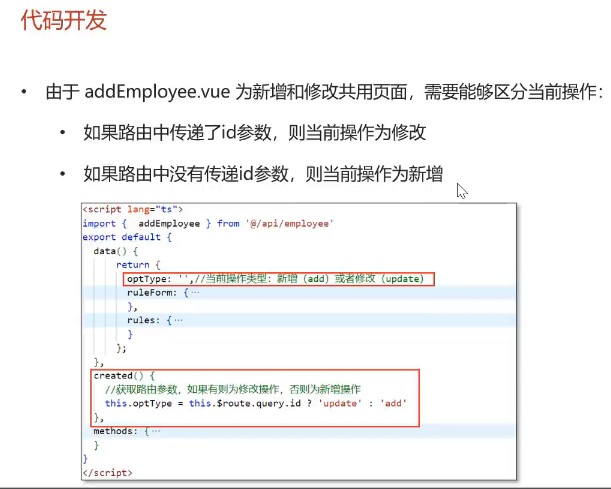 代码开发
• 由于 addEmployee.vue 为新增和修改共用页面，需要能够区分当前操作：
• 如果路由中传递了id参数，则当前操作为修改
• 如果路由中没有传递id参数，则当前操作为新增
<script lang="ts">
import { addEmployee } from '@/api/employee'
export default {
data() {
return {
optType: '',//当前操作类型：新增（add）或者修改（update）
ruleForm: {…
},
rules: {…
}
};
},
created() {
//获取路由参数，如果有则为修改操作，否则为新增操作
this.optType = this.$route.query.id ? 'update' : 'add'
},
methods: {…
}
}
</script>